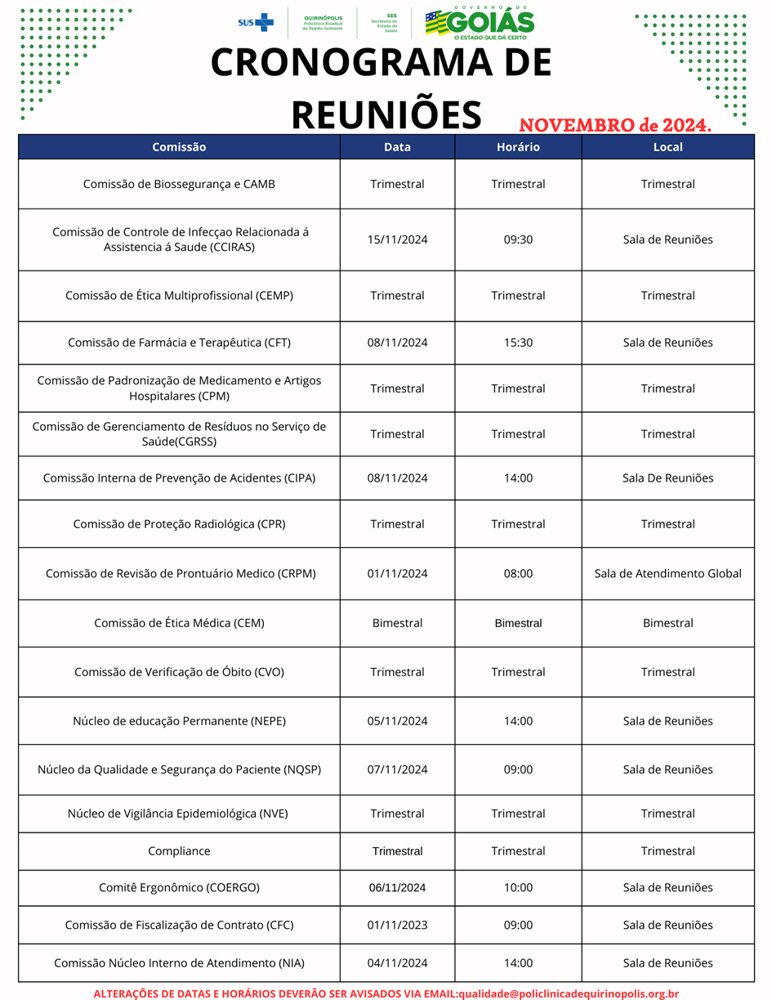 SUS
QUIRINÓPOLIS
Policlínica Estadual
da Região Sudoeste
SES
Secretaria de
Estado da
Saúde
GOVERNO DE
GOIÁS
O ESTADO QUE DÁ CERTO
CRONOGRAMA DE
REUNIÕES
NOVEMBRO de 2024.
Comissão Data Horário Local
Comissão de Biossegurança e CAMB Trimestral Trimestral Trimestral
Comissão de Controle de Infecçao Relacionada á
Assistencia á Saude (CCIRAS) 15/11/2024 09:30 Sala de Reuniões
Comissão de Ética Multiprofissional (CEMP) Trimestral Trimestral Trimestral
Comissão de Farmácia e Terapêutica (CFT) 08/11/2024 15:30 Sala de Reuniões
Comissão de Padronização de Medicamento e Artigos
Hospitalares (CPM) Trimestral Trimestral Trimestral
Comissão de Gerenciamento de Resíduos no Serviço de
Saúde(CGRSS) Trimestral Trimestral Trimestral
Comissão Interna de Prevenção de Acidentes (CIPA) 08/11/2024 14:00 Sala De Reuniões
Comissão de Proteção Radiológica (CPR) Trimestral Trimestral Trimestral
Comissão de Revisão de Prontuário Medico (CRPM) 01/11/2024 08:00 Sala de Atendimento Global
Comissão de Ética Médica (CEM) Bimestral Bimestral Bimestral
Comissão de Verificação de Óbito (CVO) Trimestral Trimestral Trimestral
Núcleo de educação Permanente (NEPE) 05/11/2024 14:00 Sala de Reuniões
Núcleo da Qualidade e Segurança do Paciente (NQSP) 07/11/2024 09:00 Sala de Reuniões
Núcleo de Vigilância Epidemiológica (NVE) Trimestral Trimestral Trimestral
Compliance Trimestral Trimestral Trimestral
Comitê Ergonômico (COERGO) 06/11/2024 10:00 Sala de Reuniões
Comissão de Fiscalização de Contrato (CFC) 01/11/2023 09:00 Sala de Reuniões
Comissão Núcleo Interno de Atendimento (NIA) 04/11/2024 14:00 Sala de Reuniões
ALTERAÇÕES DE DATAS E HORÁRIOS DEVERÃO SER AVISADOS VIA EMAIL:qualidade@policlinicadequirinopolis.org.br